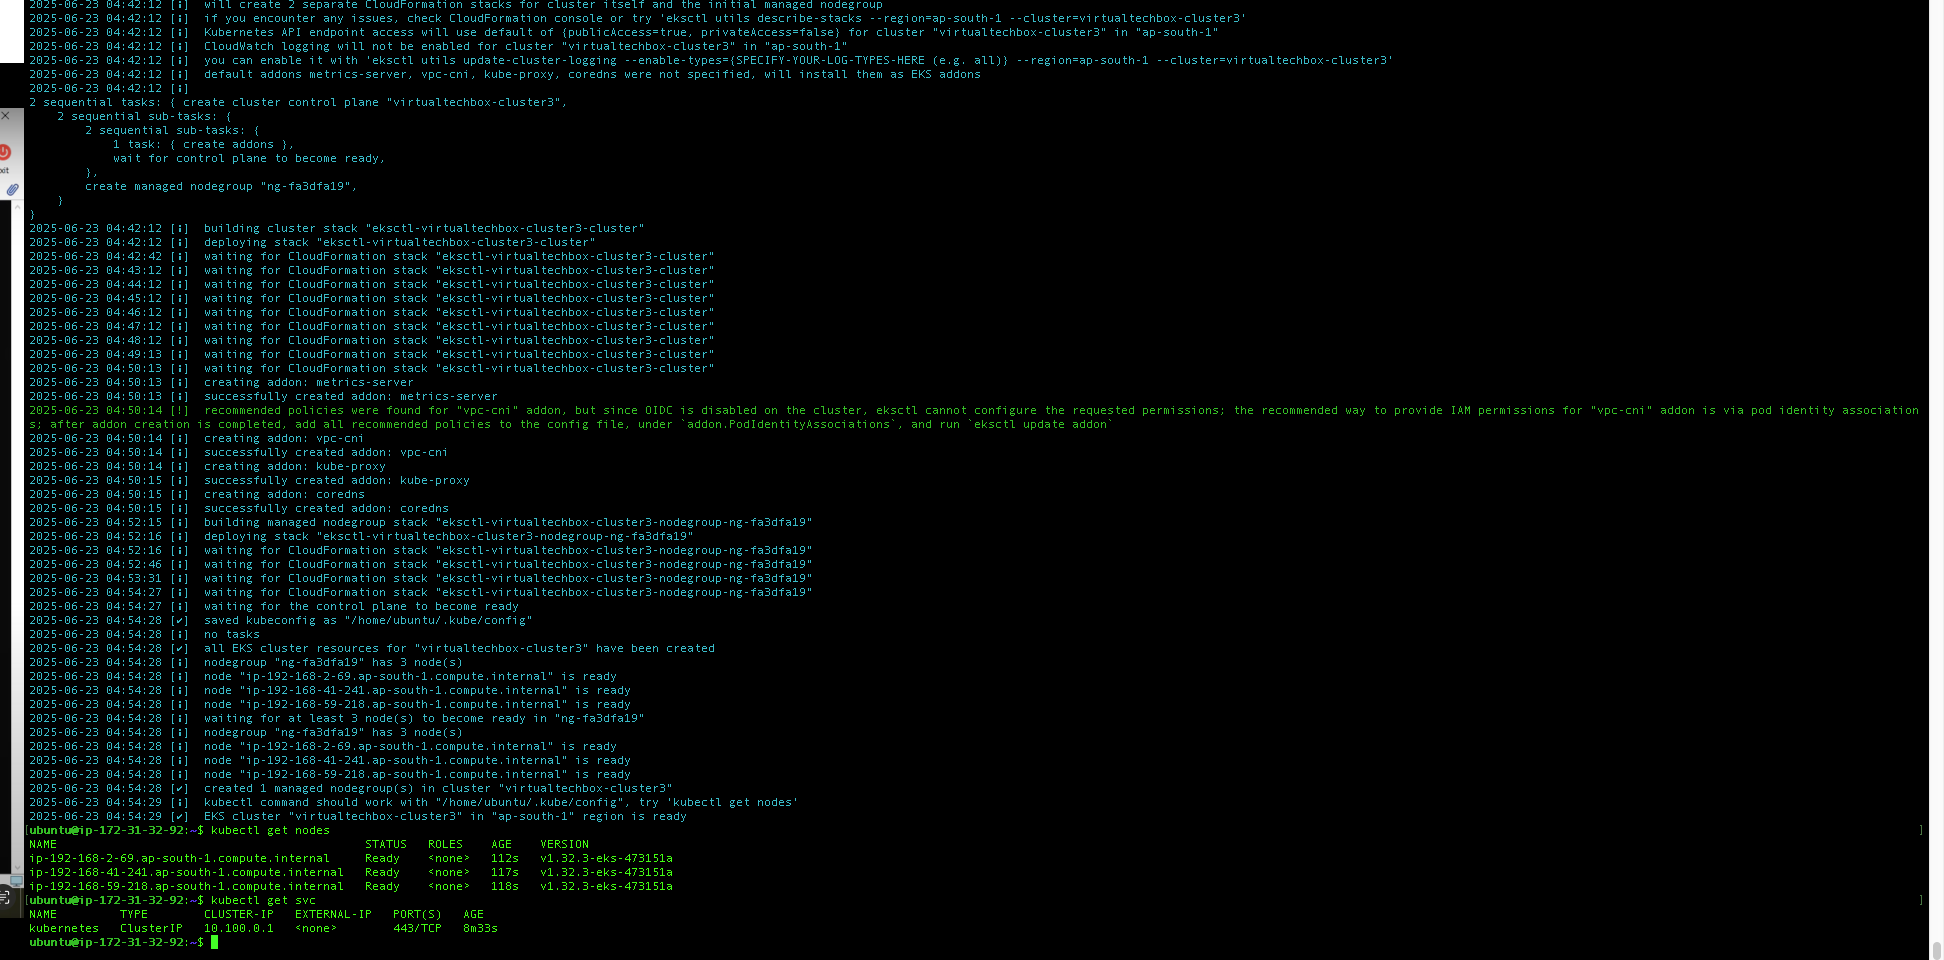 2025-06-23 04:42:12 [ℹ]  will create 2 separate CloudFormation stacks for cluster itself and the initial managed nodegroup
2025-06-23 04:42:12 [ℹ]  if you encounter any issues, check CloudFormation console or try 'eksctl utils describe-stacks --region=ap-south-1 --cluster=virtualtechbox-cluster3'
2025-06-23 04:42:12 [ℹ]  Kubernetes API endpoint access will use default of {publicAccess=true, privateAccess=false} for cluster "virtualtechbox-cluster3" in "ap-south-1"
2025-06-23 04:42:12 [ℹ]  CloudWatch logging will not be enabled for cluster "virtualtechbox-cluster3" in "ap-south-1"
2025-06-23 04:42:12 [ℹ]  you can enable it with 'eksctl utils update-cluster-logging --enable-types={SPECIFY-YOUR-LOG-TYPES-HERE (e.g. all)} --region=ap-south-1 --cluster=virtualtechbox-cluster3'
2025-06-23 04:42:12 [ℹ]  default addons metrics-server, vpc-cni, kube-proxy, coredns were not specified, will install them as EKS addons
2025-06-23 04:42:12 [ℹ]
2 sequential tasks: { create cluster control plane "virtualtechbox-cluster3",
    2 sequential sub-tasks: {
        2 sequential sub-tasks: {
            1 task: { create addons },
            wait for control plane to become ready,
        },
        create managed nodegroup "ng-fa3dfa19",
    }
}
2025-06-23 04:42:12 [ℹ]  building cluster stack "eksctl-virtualtechbox-cluster3-cluster"
2025-06-23 04:42:12 [ℹ]  deploying stack "eksctl-virtualtechbox-cluster3-cluster"
2025-06-23 04:42:42 [ℹ]  waiting for CloudFormation stack "eksctl-virtualtechbox-cluster3-cluster"
2025-06-23 04:43:12 [ℹ]  waiting for CloudFormation stack "eksctl-virtualtechbox-cluster3-cluster"
2025-06-23 04:44:12 [ℹ]  waiting for CloudFormation stack "eksctl-virtualtechbox-cluster3-cluster"
2025-06-23 04:45:12 [ℹ]  waiting for CloudFormation stack "eksctl-virtualtechbox-cluster3-cluster"
2025-06-23 04:46:12 [ℹ]  waiting for CloudFormation stack "eksctl-virtualtechbox-cluster3-cluster"
2025-06-23 04:47:12 [ℹ]  waiting for CloudFormation stack "eksctl-virtualtechbox-cluster3-cluster"
2025-06-23 04:48:12 [ℹ]  waiting for CloudFormation stack "eksctl-virtualtechbox-cluster3-cluster"
2025-06-23 04:49:13 [ℹ]  waiting for CloudFormation stack "eksctl-virtualtechbox-cluster3-cluster"
2025-06-23 04:50:13 [ℹ]  waiting for CloudFormation stack "eksctl-virtualtechbox-cluster3-cluster"
2025-06-23 04:50:13 [ℹ]  creating addon: metrics-server
2025-06-23 04:50:13 [ℹ]  successfully created addon: metrics-server
2025-06-23 04:50:14 [!]  recommended policies were found for "vpc-cni" addon, but since OIDC is disabled on the cluster, eksctl cannot configure the requested permissions; the recommended way to provide IAM permissions for "vpc-cni" addon is via pod identity association
s; after addon creation is completed, add all recommended policies to the config file, under `addon.PodIdentityAssociations`, and run `eksctl update addon`
2025-06-23 04:50:14 [ℹ]  creating addon: vpc-cni
2025-06-23 04:50:14 [ℹ]  successfully created addon: vpc-cni
2025-06-23 04:50:14 [ℹ]  creating addon: kube-proxy
2025-06-23 04:50:15 [ℹ]  successfully created addon: kube-proxy
2025-06-23 04:50:15 [ℹ]  creating addon: coredns
2025-06-23 04:50:15 [ℹ]  successfully created addon: coredns
2025-06-23 04:52:15 [ℹ]  building managed nodegroup stack "eksctl-virtualtechbox-cluster3-nodegroup-ng-fa3dfa19"
2025-06-23 04:52:16 [ℹ]  deploying stack "eksctl-virtualtechbox-cluster3-nodegroup-ng-fa3dfa19"
2025-06-23 04:52:16 [ℹ]  waiting for CloudFormation stack "eksctl-virtualtechbox-cluster3-nodegroup-ng-fa3dfa19"
2025-06-23 04:52:46 [ℹ]  waiting for CloudFormation stack "eksctl-virtualtechbox-cluster3-nodegroup-ng-fa3dfa19"
2025-06-23 04:53:31 [ℹ]  waiting for CloudFormation stack "eksctl-virtualtechbox-cluster3-nodegroup-ng-fa3dfa19"
2025-06-23 04:54:27 [ℹ]  waiting for CloudFormation stack "eksctl-virtualtechbox-cluster3-nodegroup-ng-fa3dfa19"
2025-06-23 04:54:27 [ℹ]  waiting for the control plane to become ready
2025-06-23 04:54:28 [✔]  saved kubeconfig as "/home/ubuntu/.kube/config"
2025-06-23 04:54:28 [ℹ]  no tasks
2025-06-23 04:54:28 [✔]  all EKS cluster resources for "virtualtechbox-cluster3" have been created
2025-06-23 04:54:28 [ℹ]  nodegroup "ng-fa3dfa19" has 3 node(s)
2025-06-23 04:54:28 [ℹ]  node "ip-192-168-2-69.ap-south-1.compute.internal" is ready
2025-06-23 04:54:28 [ℹ]  node "ip-192-168-41-241.ap-south-1.compute.internal" is ready
2025-06-23 04:54:28 [ℹ]  node "ip-192-168-59-218.ap-south-1.compute.internal" is ready
2025-06-23 04:54:28 [ℹ]  waiting for at least 3 node(s) to become ready in "ng-fa3dfa19"
2025-06-23 04:54:28 [ℹ]  nodegroup "ng-fa3dfa19" has 3 node(s)
2025-06-23 04:54:28 [ℹ]  node "ip-192-168-2-69.ap-south-1.compute.internal" is ready
2025-06-23 04:54:28 [ℹ]  node "ip-192-168-41-241.ap-south-1.compute.internal" is ready
2025-06-23 04:54:28 [ℹ]  node "ip-192-168-59-218.ap-south-1.compute.internal" is ready
2025-06-23 04:54:28 [✔]  created 1 managed nodegroup(s) in cluster "virtualtechbox-cluster3"
2025-06-23 04:54:29 [ℹ]  kubectl command should work with "/home/ubuntu/.kube/config", try 'kubectl get nodes'
2025-06-23 04:54:29 [✔]  EKS cluster "virtualtechbox-cluster3" in "ap-south-1" region is ready
[ubuntu@ip-172-31-32-92:~$ kubectl get nodes ]
NAME                                            STATUS   ROLES    AGE    VERSION
ip-192-168-2-69.ap-south-1.compute.internal     Ready    <none>   112s   v1.32.3-eks-473151a
ip-192-168-41-241.ap-south-1.compute.internal   Ready    <none>   117s   v1.32.3-eks-473151a
ip-192-168-59-218.ap-south-1.compute.internal   Ready    <none>   118s   v1.32.3-eks-473151a
[ubuntu@ip-172-31-32-92:~$ kubectl get svc ]
NAME         TYPE        CLUSTER-IP   EXTERNAL-IP   PORT(S)   AGE
kubernetes   ClusterIP   10.100.0.1   <none>        443/TCP   8m33s
ubuntu@ip-172-31-32-92:~$